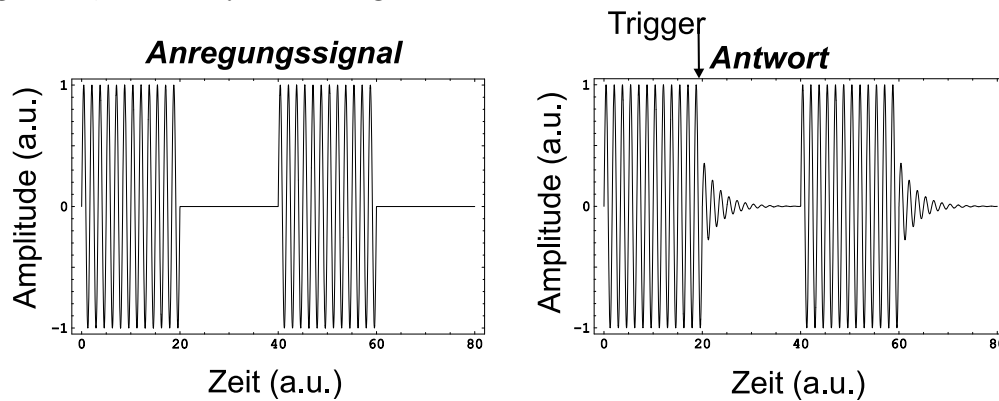 Anregungssignal
Amplitude (a.u.)
1
0
-1
0 20 40 60 80
Zeit (a.u.)
Trigger
Antwort
Amplitude (a.u.)
1
0
-1
0 20 40 60 80
Zeit (a.u.)